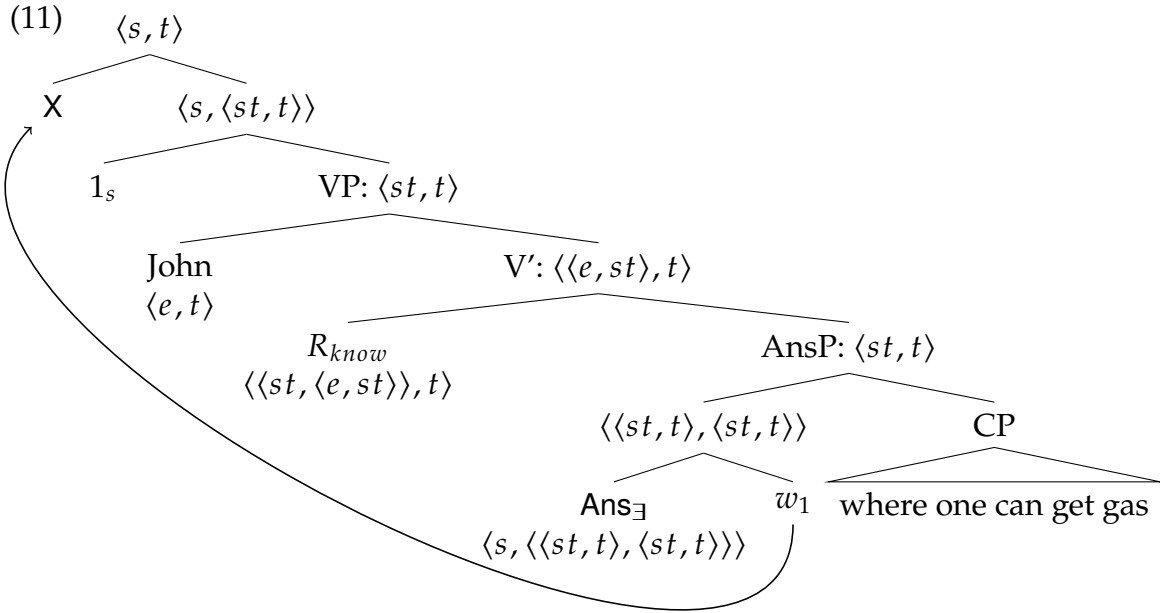 (11) ⟨s, t⟩
X ⟨s, ⟨st, t⟩⟩
1ₛ VP: ⟨st, t⟩
John V': ⟨⟨e, st⟩, t⟩
⟨e, t⟩
R_know AnsP: ⟨st, t⟩
⟨⟨st, ⟨e, st⟩⟩, t⟩
⟨⟨st, t⟩, ⟨st, t⟩⟩ CP
Ans∃ w₁ where one can get gas
⟨s, ⟨⟨st, t⟩, ⟨st, t⟩⟩⟩